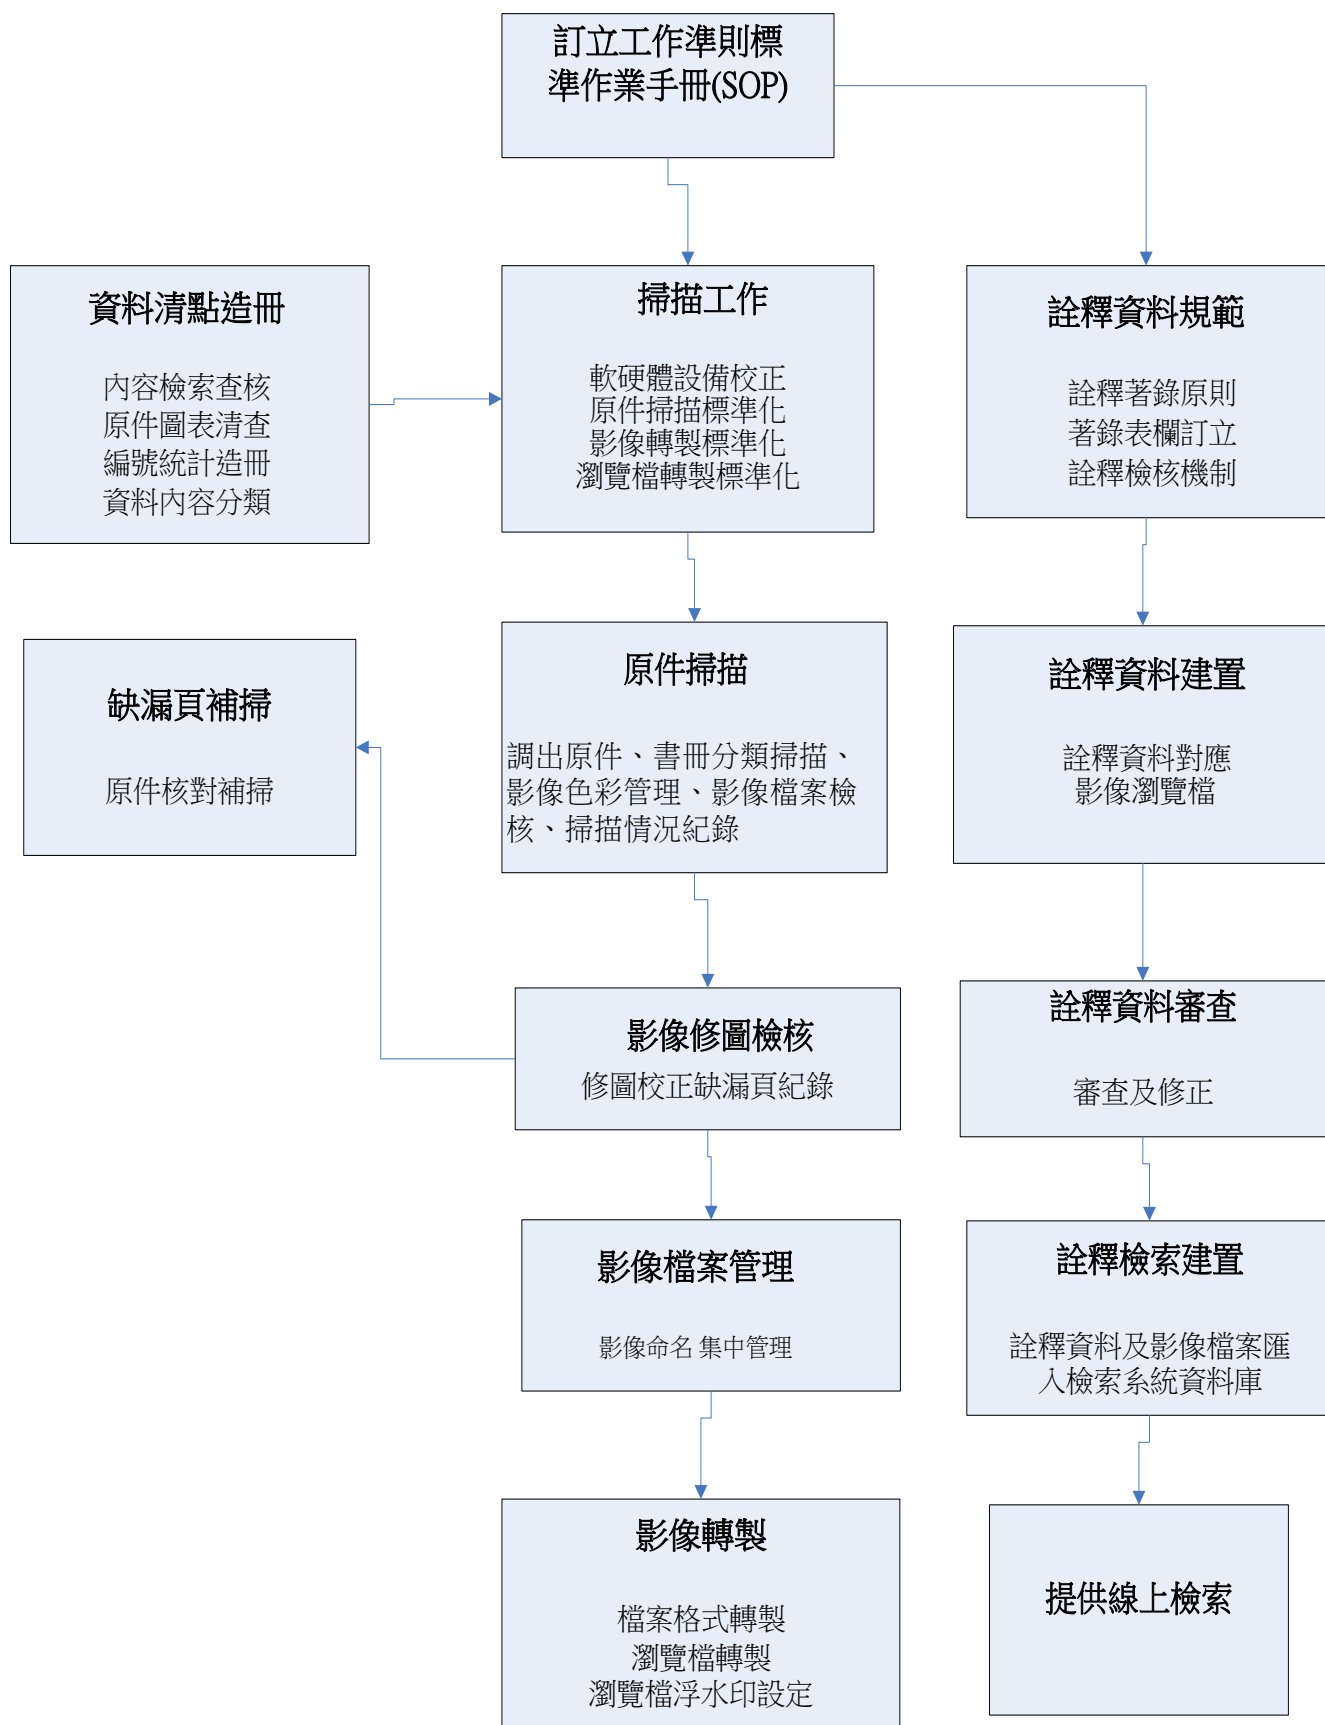 訂立工作準則標
準作業手冊(SOP)
資料清點造冊
內容檢索查核
原件圖表清查
編號統計造冊
資料內容分類
掃描工作
軟硬體設備校正
原件掃描標準化
影像轉製標準化
瀏覽檔轉製標準化
詮釋資料規範
詮釋著錄原則
著錄表欄訂立
詮釋檢核機制
缺漏頁補掃
原件核對補掃
原件掃描
調出原件、書冊分類掃描、
影像色彩管理、影像檔案檢
核、掃描情況紀錄
詮釋資料建置
詮釋資料對應
影像瀏覽檔
影像修圖檢核
修圖校正缺漏頁紀錄
詮釋資料審查
審查及修正
影像檔案管理
影像命名 集中管理
詮釋檢索建置
詮釋資料及影像檔案匯
入檢索系統資料庫
影像轉製
檔案格式轉製
瀏覽檔轉製
瀏覽檔浮水印設定
提供線上檢索